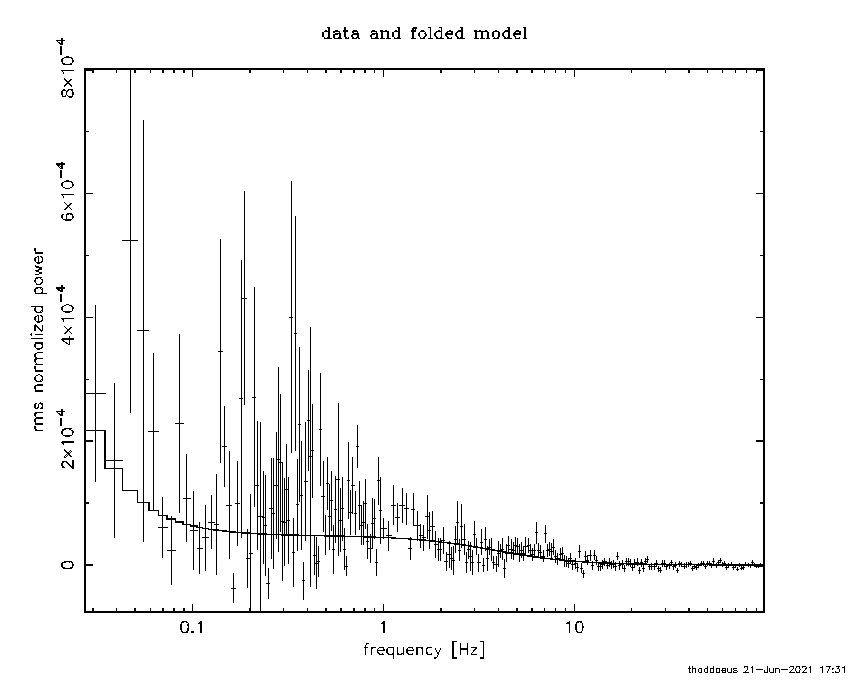 data and folded model
8×10⁻⁴
6×10⁻⁴
4×10⁻⁴
2×10⁻⁴
0
rms normalized power
0.1 1 10
frequency [Hz]
thaddaeus 21-Jun-2021 17:31